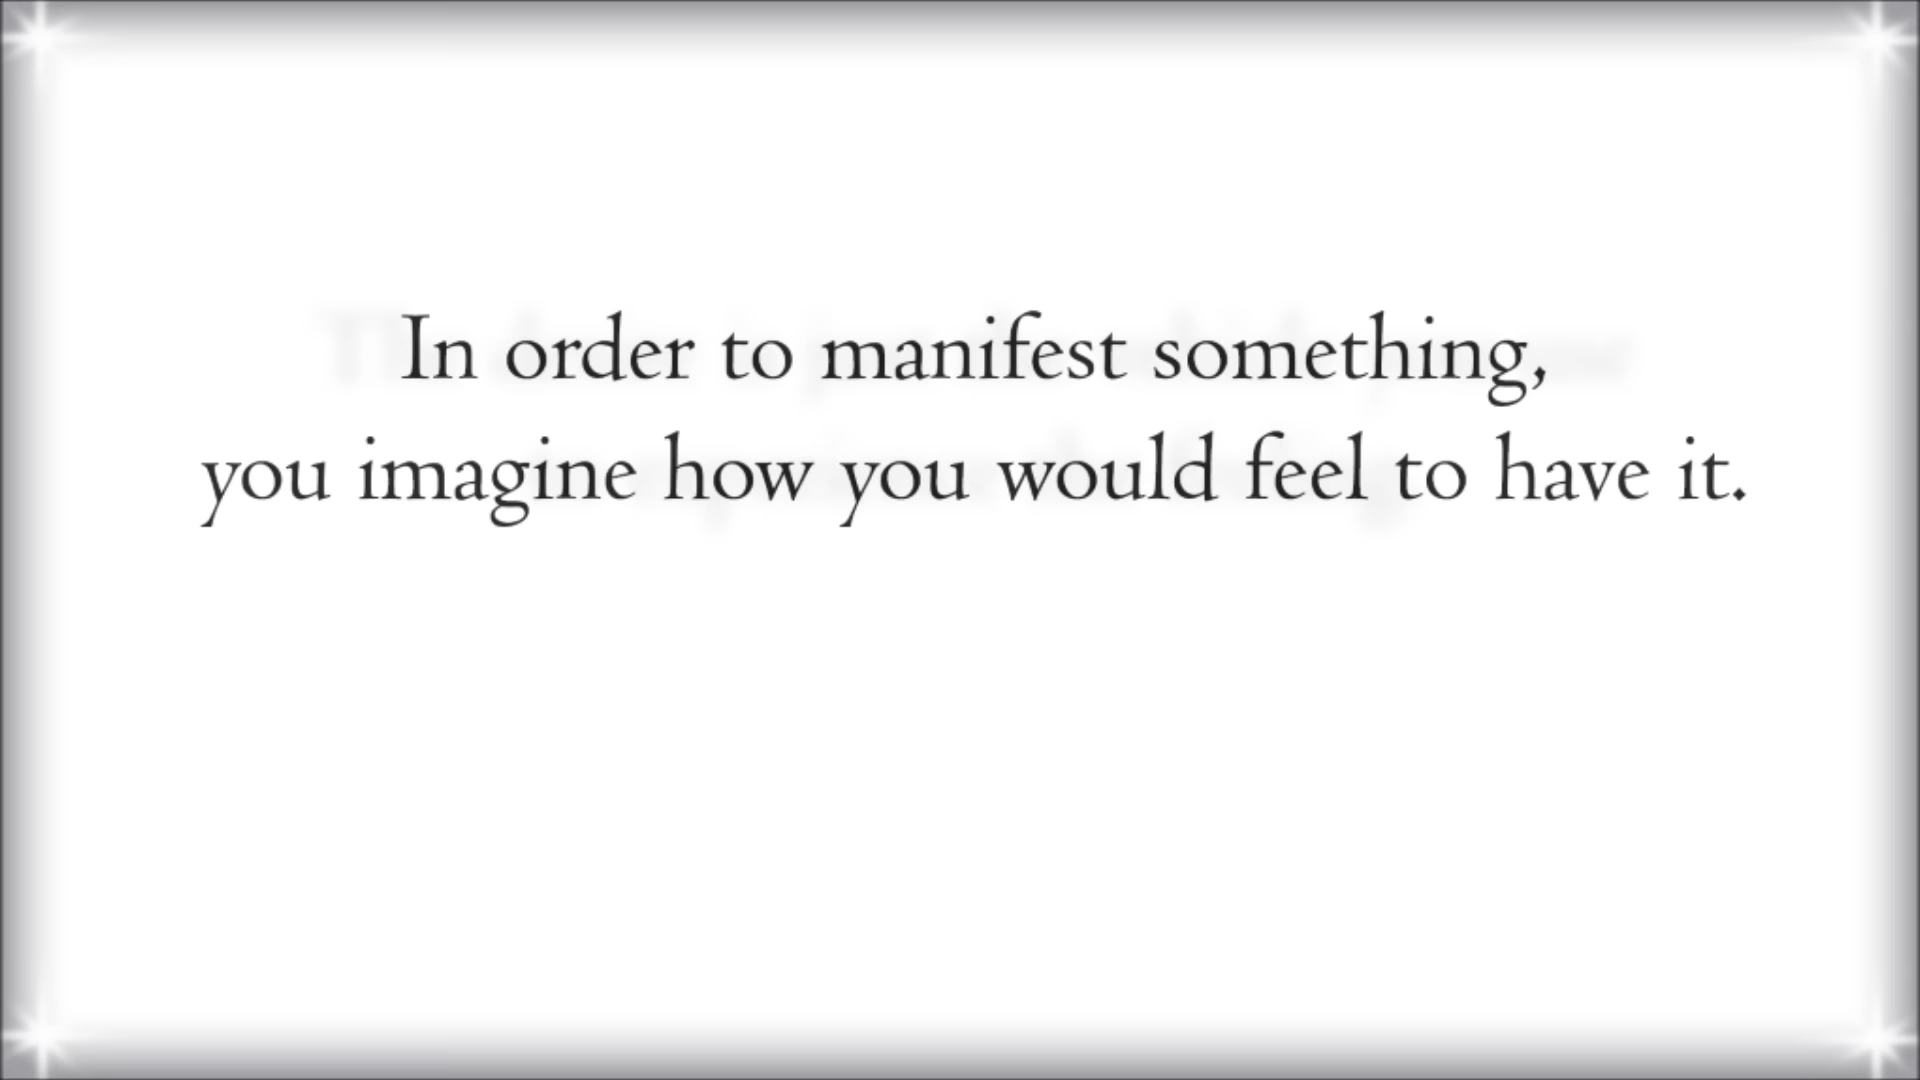 In order to manifest something,
you imagine how you would feel to have it.